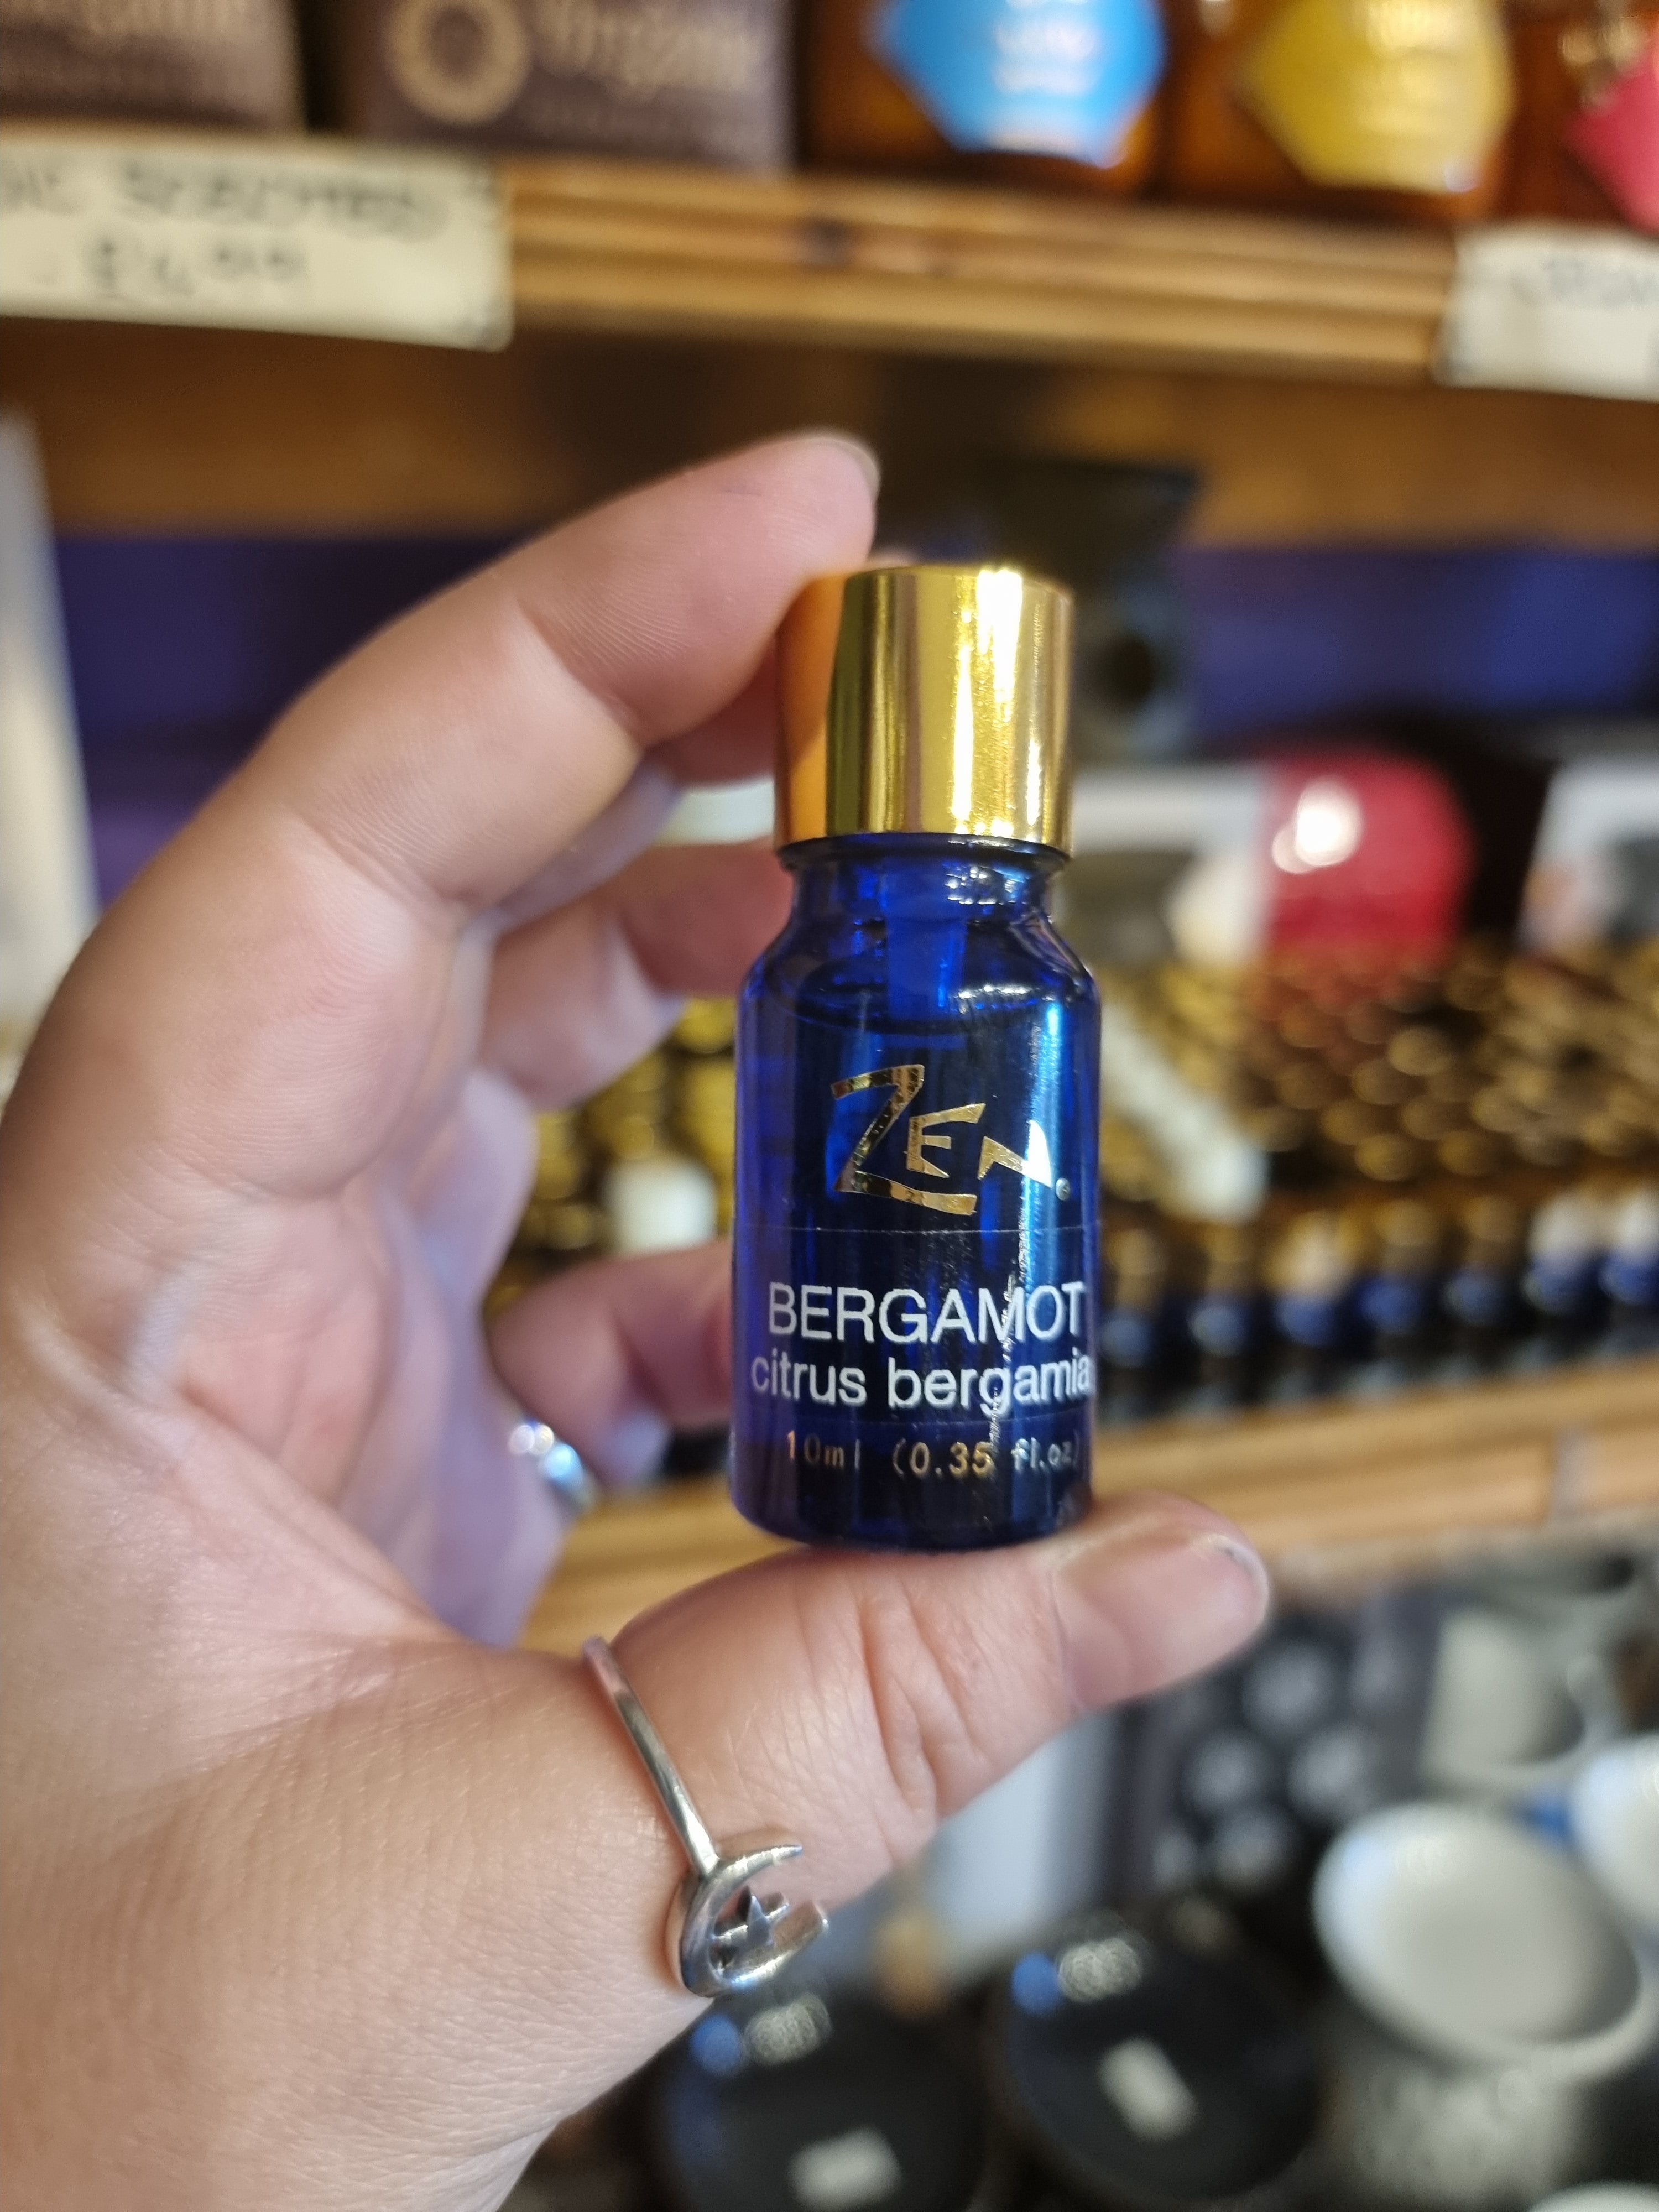 ZEN
BERGAMOT
citrus bergamia
10ml (0.35 fl.oz)